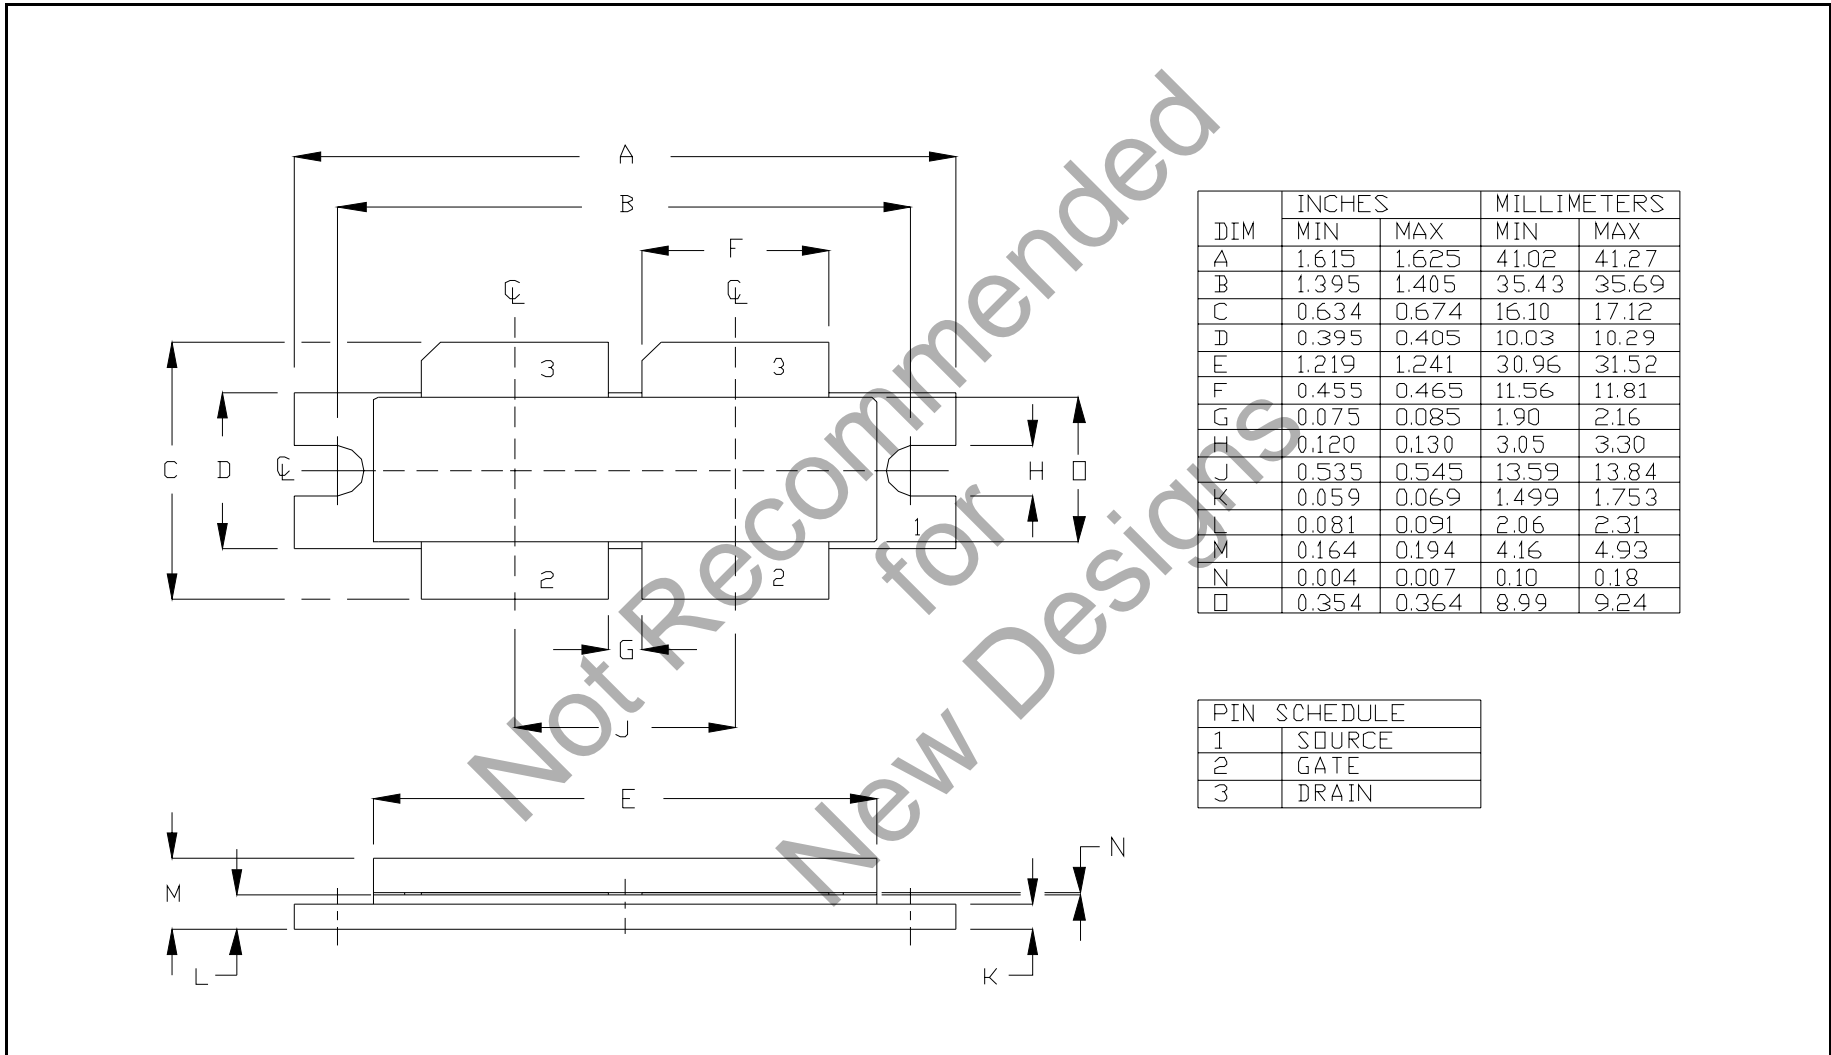 A
B
F
℄ ℄
3 3
C D ℄ H O
1
2 2
G
J
E
N
M
L K
INCHES MILLIMETERS
DIM MIN MAX MIN MAX
A 1.615 1.625 41.02 41.27
B 1.395 1.405 35.43 35.69
C 0.634 0.674 16.10 17.12
D 0.395 0.405 10.03 10.29
E 1.219 1.241 30.96 31.52
F 0.455 0.465 11.56 11.81
G 0.075 0.085 1.90 2.16
H 0.120 0.130 3.05 3.30
J 0.535 0.545 13.59 13.84
K 0.059 0.069 1.499 1.753
L 0.081 0.091 2.06 2.31
M 0.164 0.194 4.16 4.93
N 0.004 0.007 0.10 0.18
O 0.354 0.364 8.99 9.24
PIN SCHEDULE
1 SOURCE
2 GATE
3 DRAIN
Not Recommended
for
New Designs